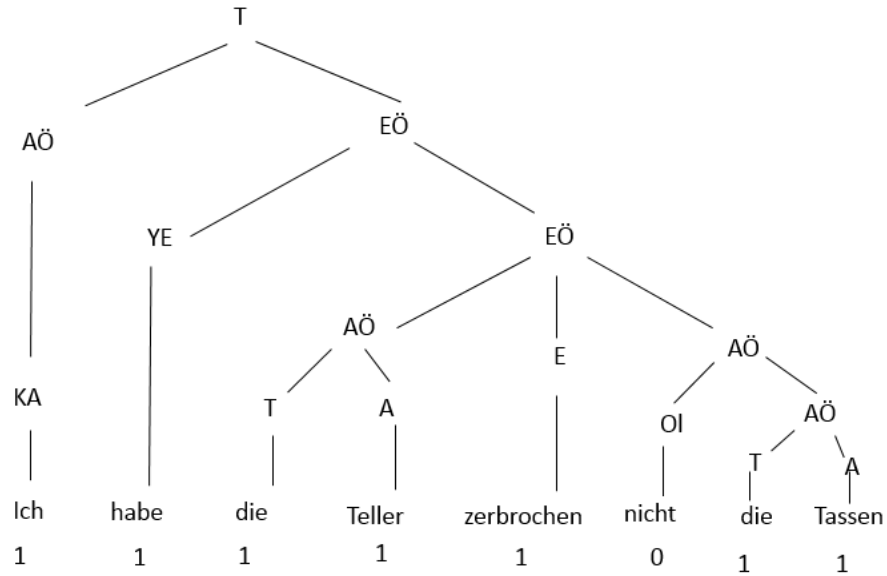 T
AÖ EÖ
YE EÖ
AÖ E AÖ
KA T A Ol AÖ
T A
Ich habe die Teller zerbrochen nicht die Tassen
1 1 1 1 1 0 1 1